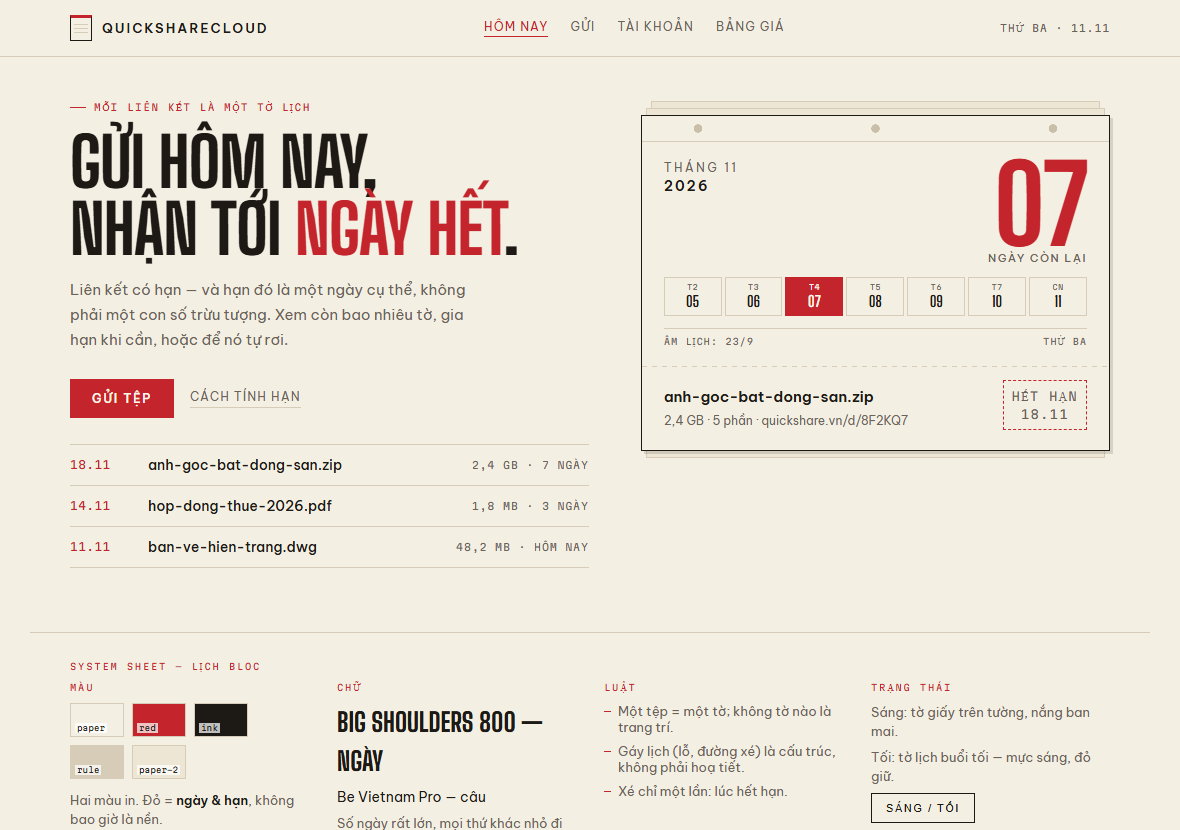 QUICKSHARECLOUD
HÔM NAY
GỬI
TÀI KHOẢN
BẢNG GIÁ
THỨ BA · 11.11
MỖI LIÊN KẾT LÀ MỘT TỜ LỊCH
GỬI HÔM NAY,
NHẬN TỚI NGÀY HẾT.
Liên kết có hạn — và hạn đó là một ngày cụ thể, không
phải một con số trừu tượng. Xem còn bao nhiêu tờ, gia
hạn khi cần, hoặc để nó tự rơi.
GỬI TỆP
CÁCH TÍNH HẠN
18.11 anh-goc-bat-dong-san.zip 2,4 GB · 7 NGÀY
14.11 hop-dong-thue-2026.pdf 1,8 MB · 3 NGÀY
11.11 ban-ve-hien-trang.dwg 48,2 MB · HÔM NAY
THÁNG 11
2026
07
NGÀY CÒN LẠI
T2 T3 T4 T5 T6 T7 CN
05 06 07 08 09 10 11
ÂM LỊCH: 23/9
THỨ BA
anh-goc-bat-dong-san.zip
2,4 GB · 5 phần · quickshare.vn/d/8F2KQ7
HẾT HẠN
18.11
SYSTEM SHEET — LỊCH BLOC
MÀU
paper
red
ink
rule
paper-2
Hai màu in. Đỏ = ngày & hạn, không
bao giờ là nền.
CHỮ
BIG SHOULDERS 800 —
NGÀY
Be Vietnam Pro — câu
Số ngày rất lớn, mọi thứ khác nhỏ đi
LUẬT
– Một tệp = một tờ; không tờ nào là
trang trí.
– Gáy lịch (lỗ, đường xé) là cấu trúc,
không phải hoạ tiết.
– Xé chỉ một lần: lúc hết hạn.
TRẠNG THÁI
Sáng: tờ giấy trên tường, nắng ban
mai.
Tối: tờ lịch buổi tối — mực sáng, đỏ
giữ.
SÁNG / TỐI